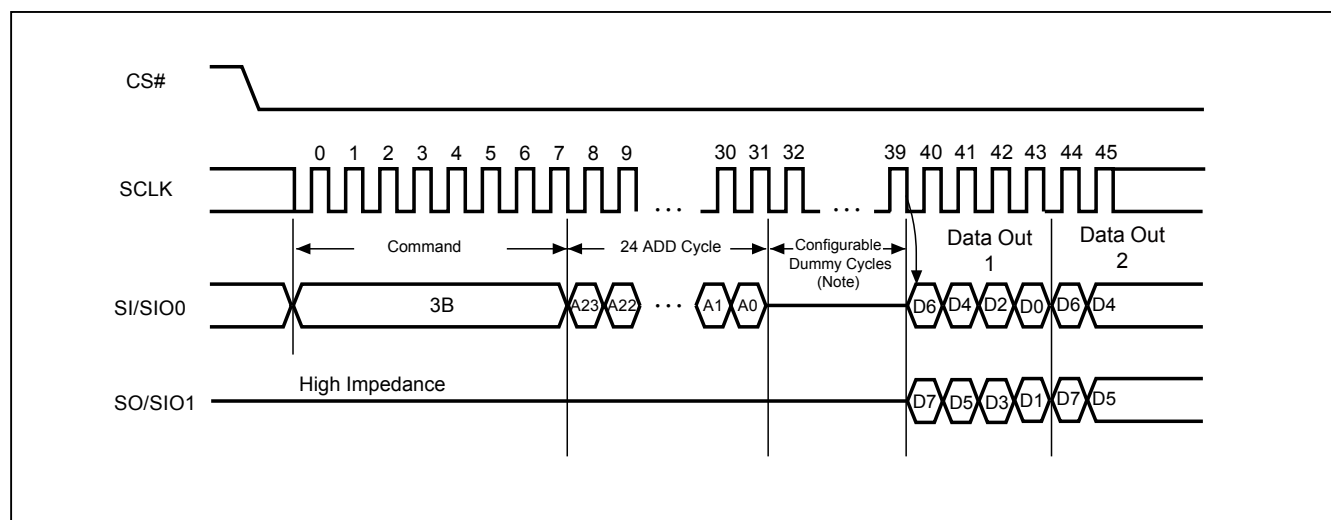 CS#
0 1 2 3 4 5 6 7 8 9 30 31 32 39 40 41 42 43 44 45
SCLK
... ...
Command
24 ADD Cycle
Configurable
Dummy Cycles
(Note)
Data Out
1
Data Out
2
SI/SIO0
3B
A23 A22 ... A1 A0
D6 D4 D2 D0 D6 D4
High Impedance
SO/SIO1
D7 D5 D3 D1 D7 D5